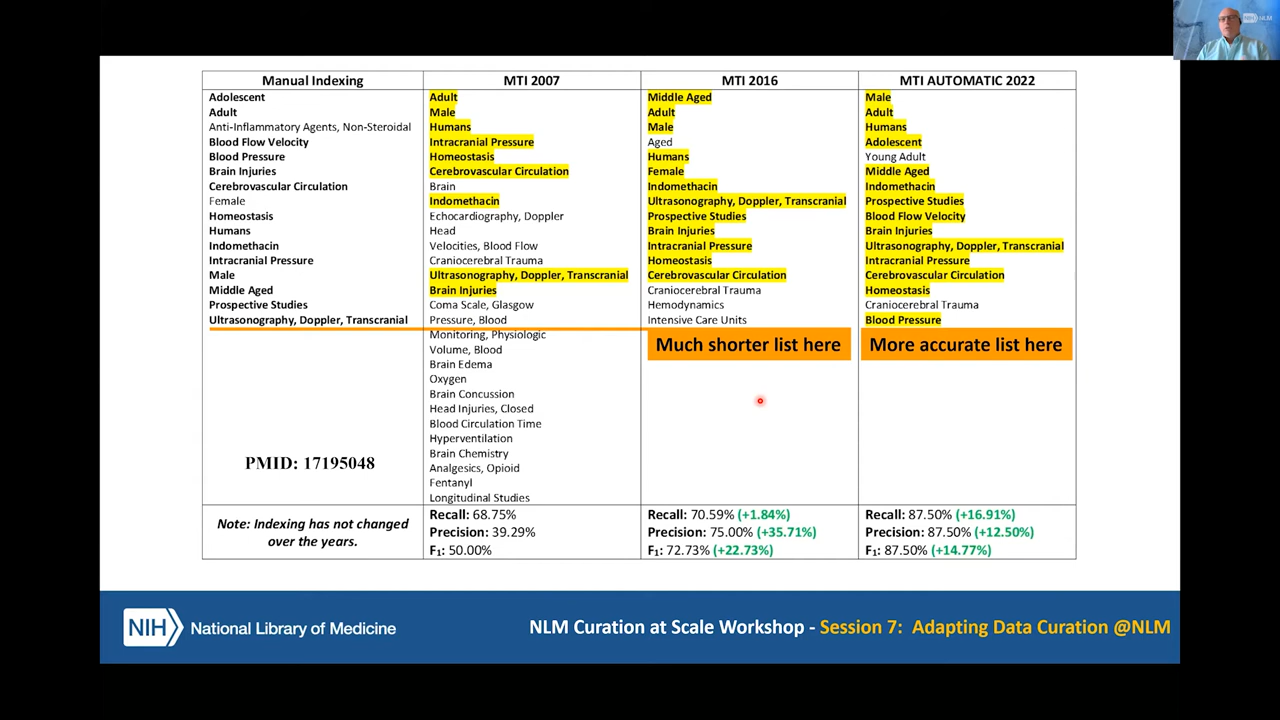 NIH NLM
Manual Indexing
Adolescent
Adult
Anti-Inflammatory Agents, Non-Steroidal
Blood Flow Velocity
Blood Pressure
Brain Injuries
Cerebrovascular Circulation
Female
Homeostasis
Humans
Indomethacin
Intracranial Pressure
Male
Middle Aged
Prospective Studies
Ultrasonography, Doppler, Transcranial
PMID: 17195048
Note: Indexing has not changed
over the years.
MTI 2007
Adult
Male
Humans
Intracranial Pressure
Homeostasis
Cerebrovascular Circulation
Brain
Indomethacin
Echocardiography, Doppler
Head
Velocities, Blood Flow
Craniocerebral Trauma
Ultrasonography, Doppler, Transcranial
Brain Injuries
Coma Scale, Glasgow
Pressure, Blood
Monitoring, Physiologic
Volume, Blood
Brain Edema
Oxygen
Brain Concussion
Head Injuries, Closed
Blood Circulation Time
Hyperventilation
Brain Chemistry
Analgesics, Opioid
Fentanyl
Longitudinal Studies
Recall: 68.75%
Precision: 39.29%
F₁: 50.00%
MTI 2016
Middle Aged
Adult
Male
Aged
Humans
Female
Indomethacin
Ultrasonography, Doppler, Transcranial
Prospective Studies
Brain Injuries
Intracranial Pressure
Homeostasis
Cerebrovascular Circulation
Craniocerebral Trauma
Hemodynamics
Intensive Care Units
Much shorter list here
Recall: 70.59% (+1.84%)
Precision: 75.00% (+35.71%)
F₁: 72.73% (+22.73%)
MTI AUTOMATIC 2022
Male
Adult
Humans
Adolescent
Young Adult
Middle Aged
Indomethacin
Prospective Studies
Blood Flow Velocity
Brain Injuries
Ultrasonography, Doppler, Transcranial
Intracranial Pressure
Cerebrovascular Circulation
Homeostasis
Craniocerebral Trauma
Blood Pressure
More accurate list here
Recall: 87.50% (+16.91%)
Precision: 87.50% (+12.50%)
F₁: 87.50% (+14.77%)
NIH National Library of Medicine
NLM Curation at Scale Workshop - Session 7: Adapting Data Curation @NLM